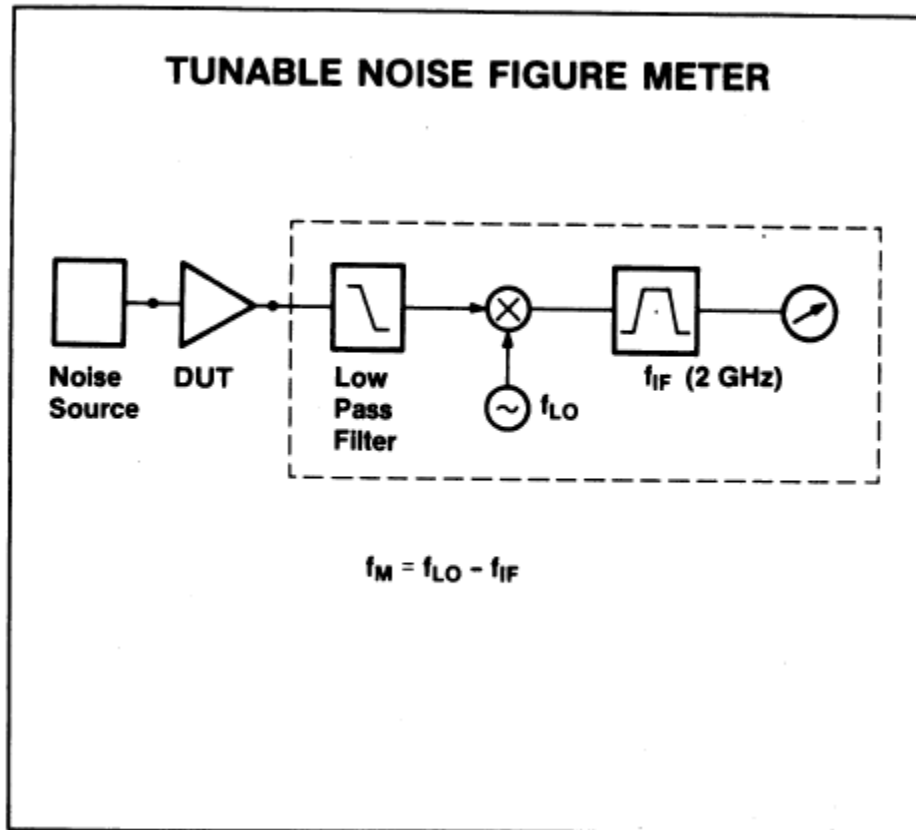 TUNABLE NOISE FIGURE METER
Noise
Source
DUT
Low
Pass
Filter
fLO
fIF (2 GHz)
fM = fLO - fIF